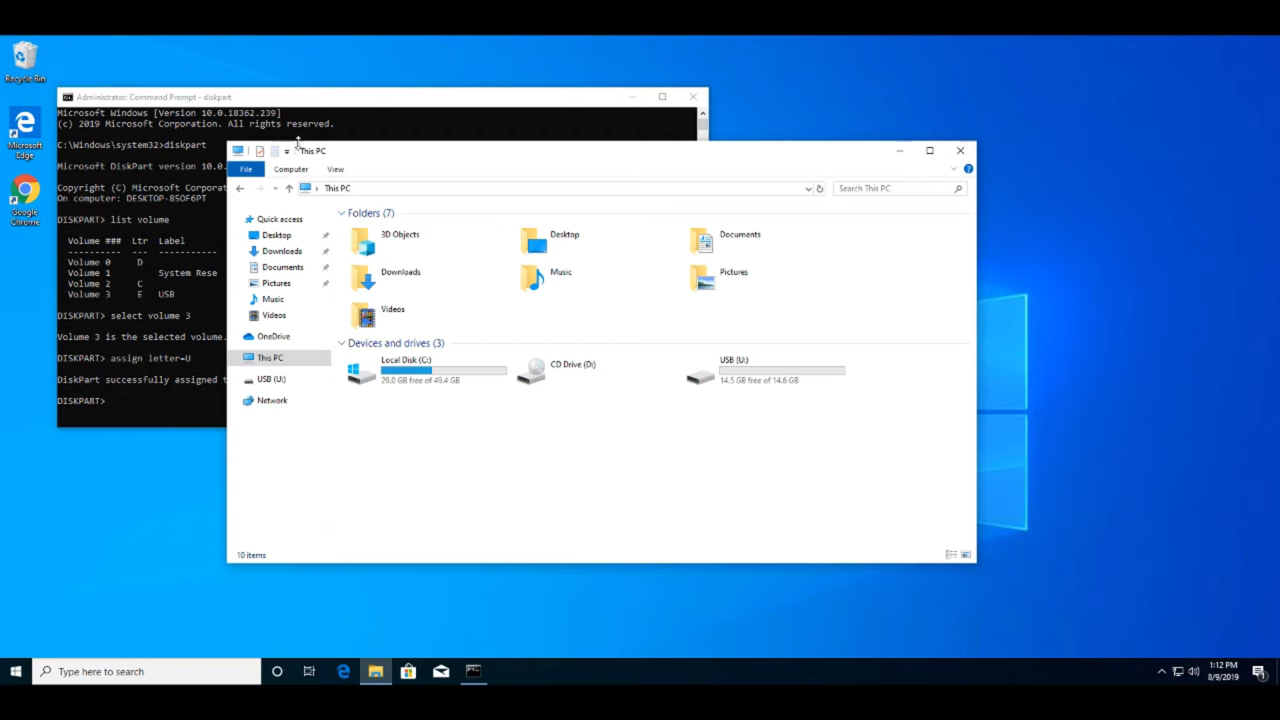 Recycle Bin
Microsoft
Edge
Google
Chrome
Administrator: Command Prompt - diskpart
Microsoft Windows [Version 10.0.18362.239]
(c) 2019 Microsoft Corporation. All rights reserved.
C:\Windows\system32>diskpart
Microsoft DiskPart version 10.0.
Copyright (C) Microsoft Corporat
On computer: DESKTOP-85OF6PT
DISKPART> list volume
Volume ### Ltr Label
---------- --- -----------
Volume 0 D
Volume 1 System Rese
Volume 2 C
Volume 3 E USB
DISKPART> select volume 3
Volume 3 is the selected volume.
DISKPART> assign letter=U
DiskPart successfully assigned t
DISKPART>
This PC
File Computer View
This PC
Search This PC
Quick access
Desktop
Downloads
Documents
Pictures
Music
Videos
OneDrive
This PC
USB (U:)
Network
Folders (7)
3D Objects
Desktop
Documents
Downloads
Music
Pictures
Videos
Devices and drives (3)
Local Disk (C:)
29.0 GB free of 49.4 GB
CD Drive (D:)
USB (U:)
14.5 GB free of 14.6 GB
10 items
Type here to search
1:12 PM
8/9/2019
1